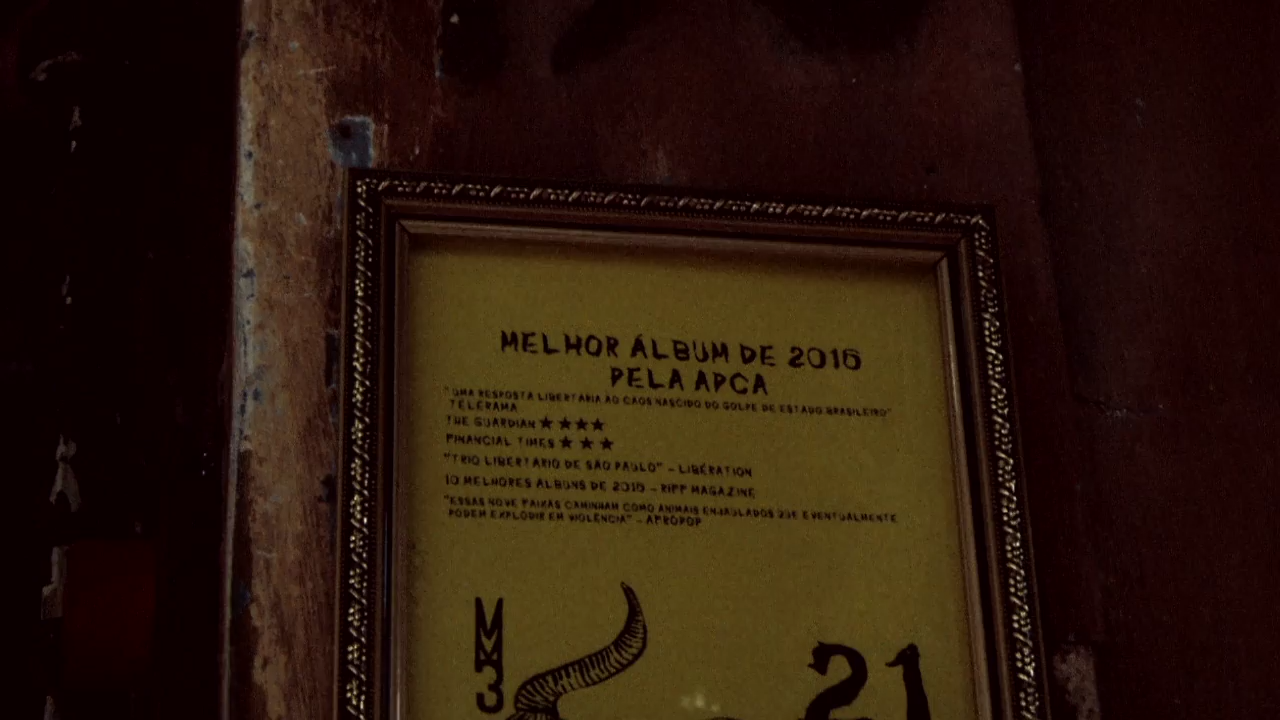 MELHOR ÁLBUM DE 2016
PELA APCA
"UMA RESPOSTA LIBERTÁRIA AO CAOS NASCIDO DO GOLPE DE ESTADO BRASILEIRO"
TÉLÉRAMA
THE GUARDIAN ★★★★
FINANCIAL TIMES ★★★
"TRIO LIBERTÁRIO DE SÃO PAULO" - LIBÉRATION
10 MELHORES ÁLBUNS DE 2016 - RIFF MAGAZINE
"ESSAS NOVE FAIXAS CAMINHAM COMO ANIMAIS ENJAULADOS QUE EVENTUALMENTE
PODEM EXPLODIR EM VIOLÊNCIA" - AFROPOP
MM3
21